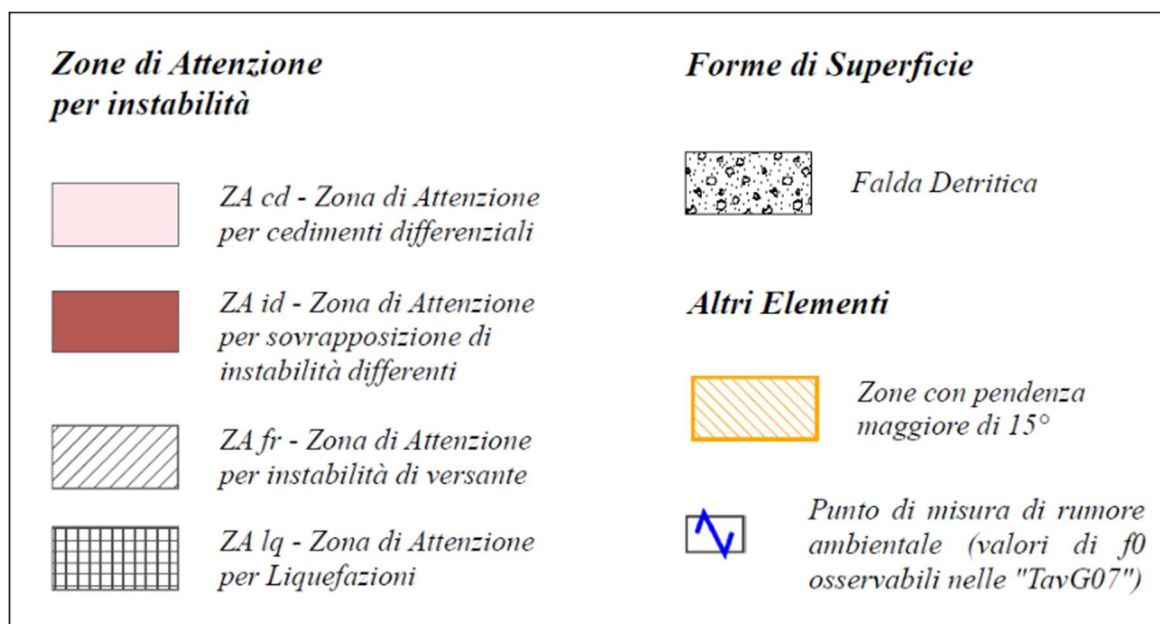 Zone di Attenzione
per instabilità
ZA cd - Zona di Attenzione
per cedimenti differenziali
ZA id - Zona di Attenzione
per sovrapposizione di
instabilità differenti
ZA fr - Zona di Attenzione
per instabilità di versante
ZA lq - Zona di Attenzione
per Liquefazioni
Forme di Superficie
Falda Detritica
Altri Elementi
Zone con pendenza
maggiore di 15°
Punto di misura di rumore
ambientale (valori di f0
osservabili nelle "TavG07")